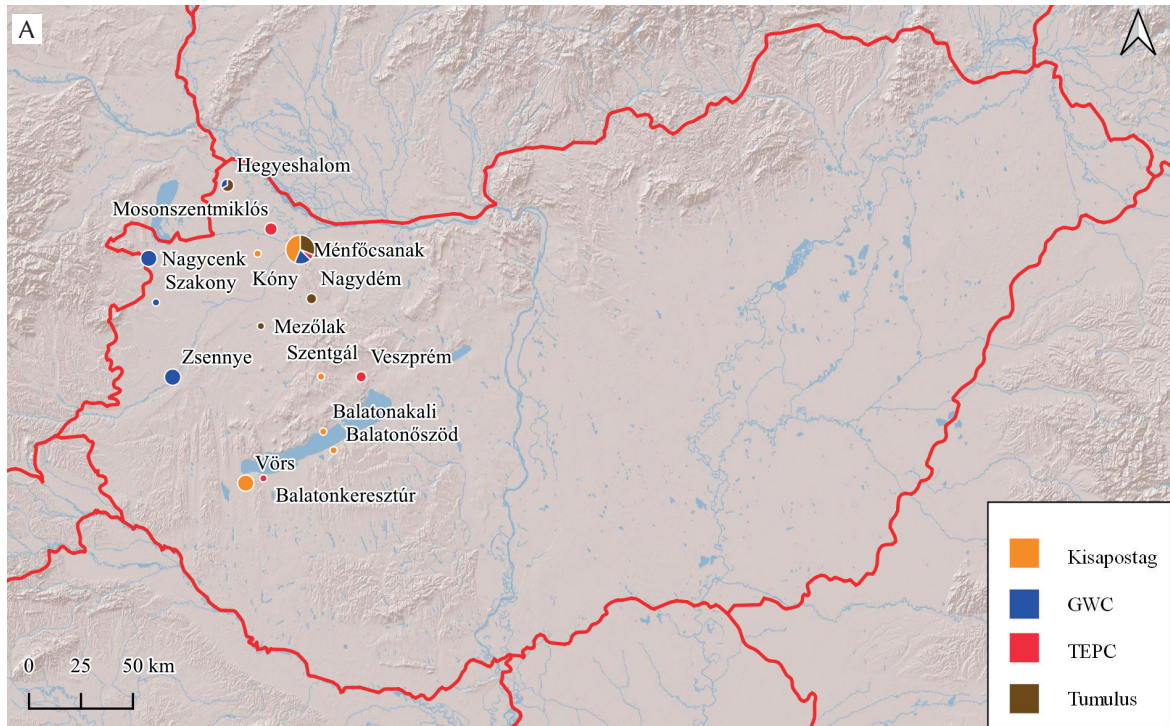 A
Hegyeshalom
Mosonszentmiklós
Ménfőcsanak
Nagycenk
Szakony
Kóny
Nagydém
Mezőlak
Szentgál
Veszprém
Zsennye
Balatonakali
Balatonőszöd
Vörs
Balatonkeresztúr
Kisapostag
GWC
TEPC
Tumulus
0 25 50 km